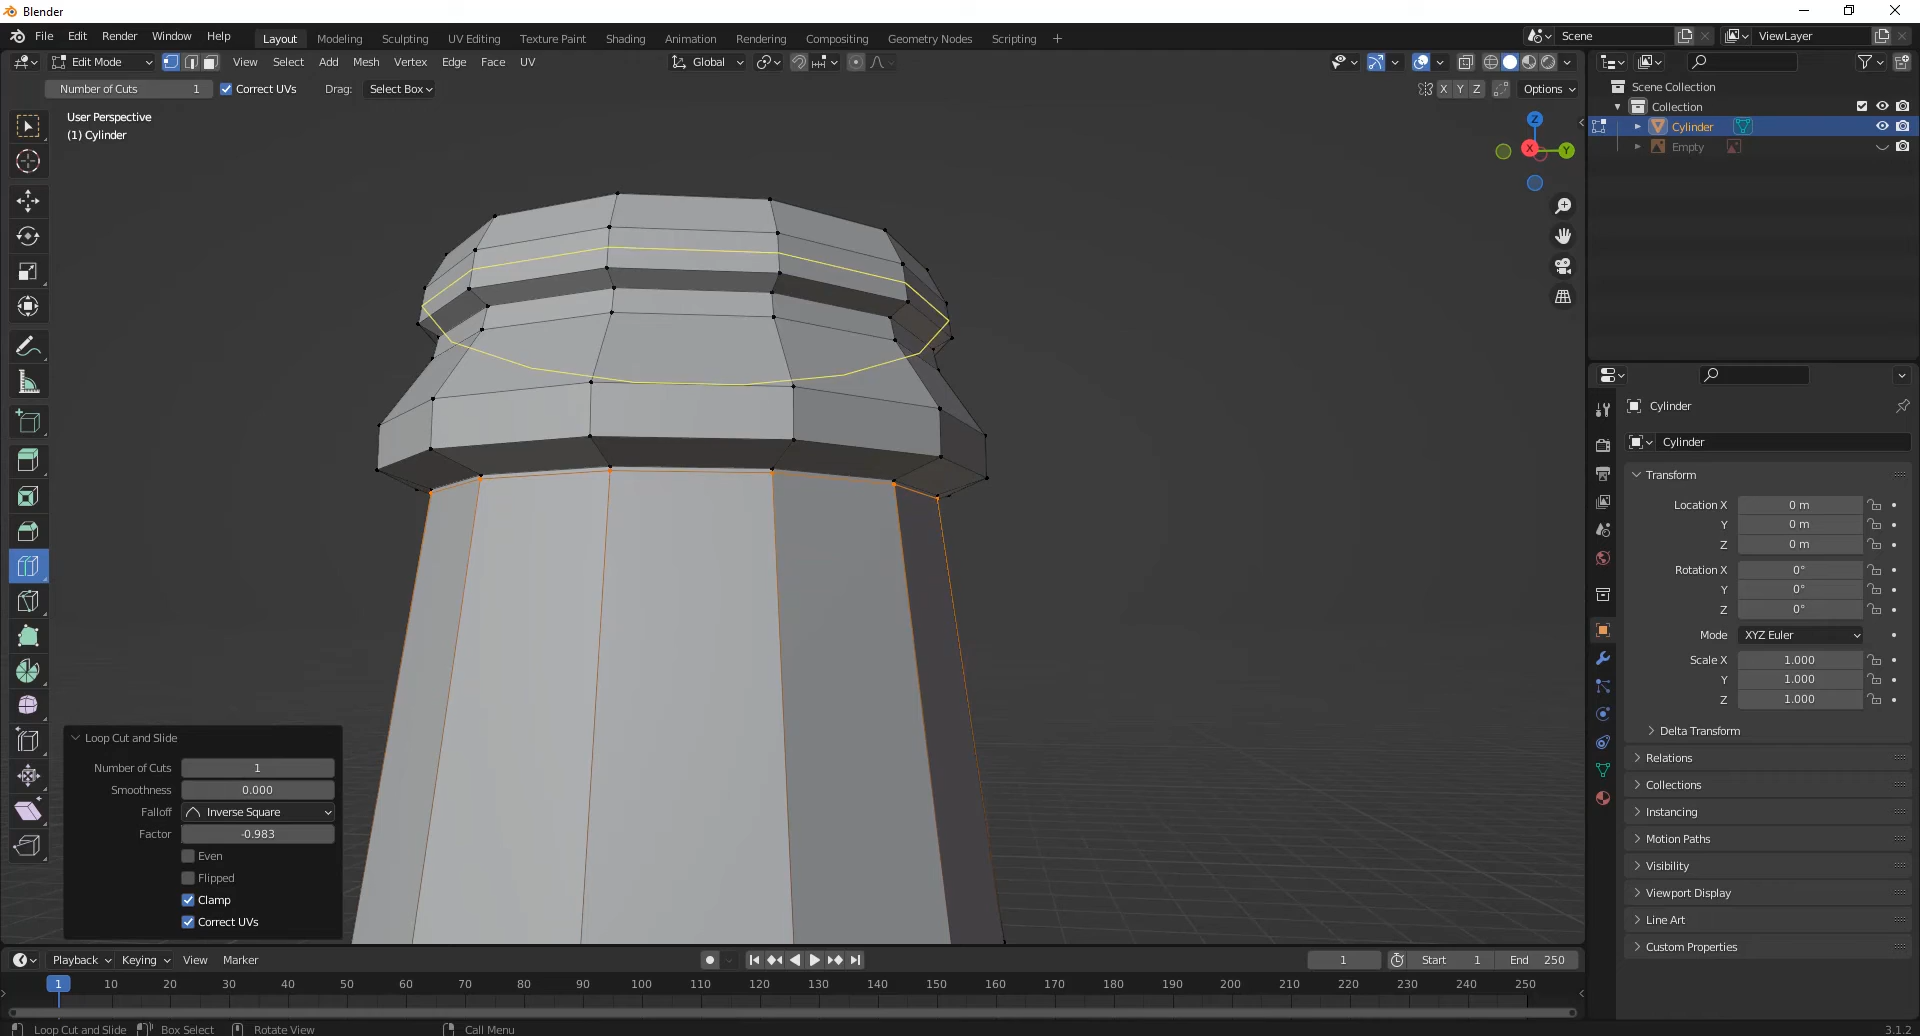 Blender
File Edit Render Window Help
Layout Modeling Sculpting UV Editing Texture Paint Shading Animation Rendering Compositing Geometry Nodes Scripting
Scene
ViewLayer
Edit Mode
View Select Add Mesh Vertex Edge Face UV
Global
Number of Cuts 1
Correct UVs
Drag:
Select Box
X Y Z
Options
User Perspective
(1) Cylinder
Z
X
Y
Scene Collection
Collection
Cylinder
Empty
Cylinder
Cylinder
Transform
Location X 0 m
Y 0 m
Z 0 m
Rotation X 0°
Y 0°
Z 0°
Mode XYZ Euler
Scale X 1.000
Y 1.000
Z 1.000
Delta Transform
Relations
Collections
Instancing
Motion Paths
Visibility
Viewport Display
Line Art
Custom Properties
Loop Cut and Slide
Number of Cuts 1
Smoothness 0.000
Falloff Inverse Square
Factor -0.983
Even
Flipped
Clamp
Correct UVs
Playback Keying View Marker
1
Start 1
End 250
1 10 20 30 40 50 60 70 80 90 100 110 120 130 140 150 160 170 180 190 200 210 220 230 240 250
Loop Cut and Slide Box Select Rotate View Call Menu
3.1.2